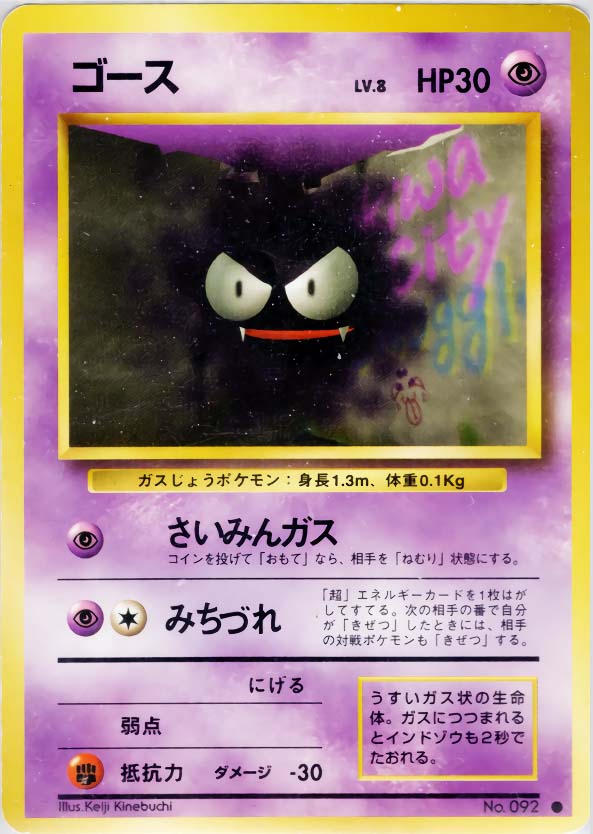 ゴース LV.8 HP30
wa
City
ggl
ガスじょうポケモン：身長1.3m、体重0.1Kg
さいみんガス
コインを投げて「おもて」なら、相手を「ねむり」状態にする。
みちづれ
「超」エネルギーカードを1枚はが
してすてる。次の相手の番で自分
が「きぜつ」したときには、相手
の対戦ポケモンも「きぜつ」する。
にげる
弱点
抵抗力 ダメージ -30
うすいガス状の生命
体。ガスにつつまれる
とインドゾウも2秒で
たおれる。
Illus.Keiji Kinebuchi
No. 092